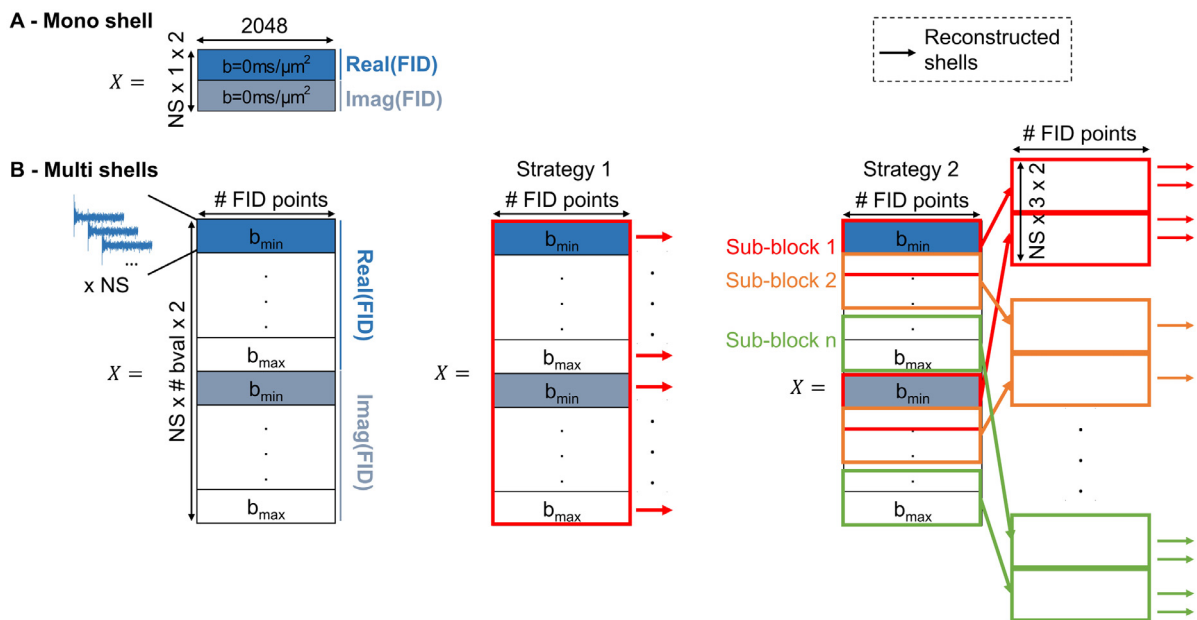 A - Mono shell
2048
NS x 1 x 2
X =
b=0ms/μm²
Real(FID)
b=0ms/μm²
Imag(FID)
Reconstructed
shells
B - Multi shells
# FID points
...
x NS
NS x # bval x 2
X =
b_min
.
.
.
b_max
Real(FID)
b_min
.
.
.
b_max
Imag(FID)
Strategy 1
# FID points
X =
b_min
.
.
.
b_max
b_min
.
.
.
b_max
Strategy 2
# FID points
Sub-block 1
Sub-block 2
Sub-block n
X =
b_min
.
.
b_max
b_min
.
.
b_max
# FID points
NS x 3 x 2
.
.
.